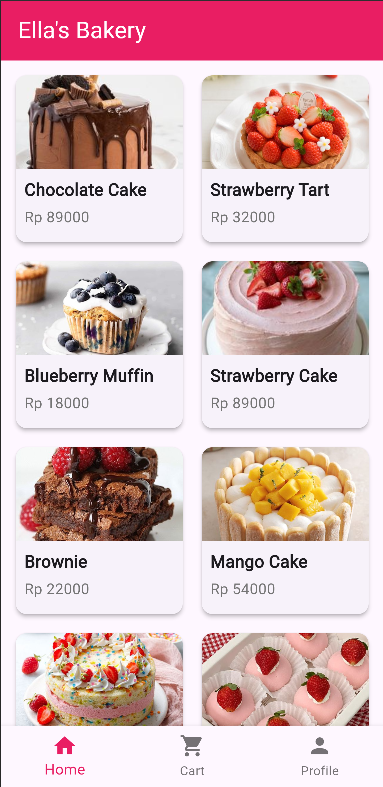 Ella's Bakery
Chocolate Cake
Rp 89000
Strawberry Tart
Rp 32000
Blueberry Muffin
Rp 18000
Strawberry Cake
Rp 89000
Brownie
Rp 22000
Mango Cake
Rp 54000
Home
Cart
Profile